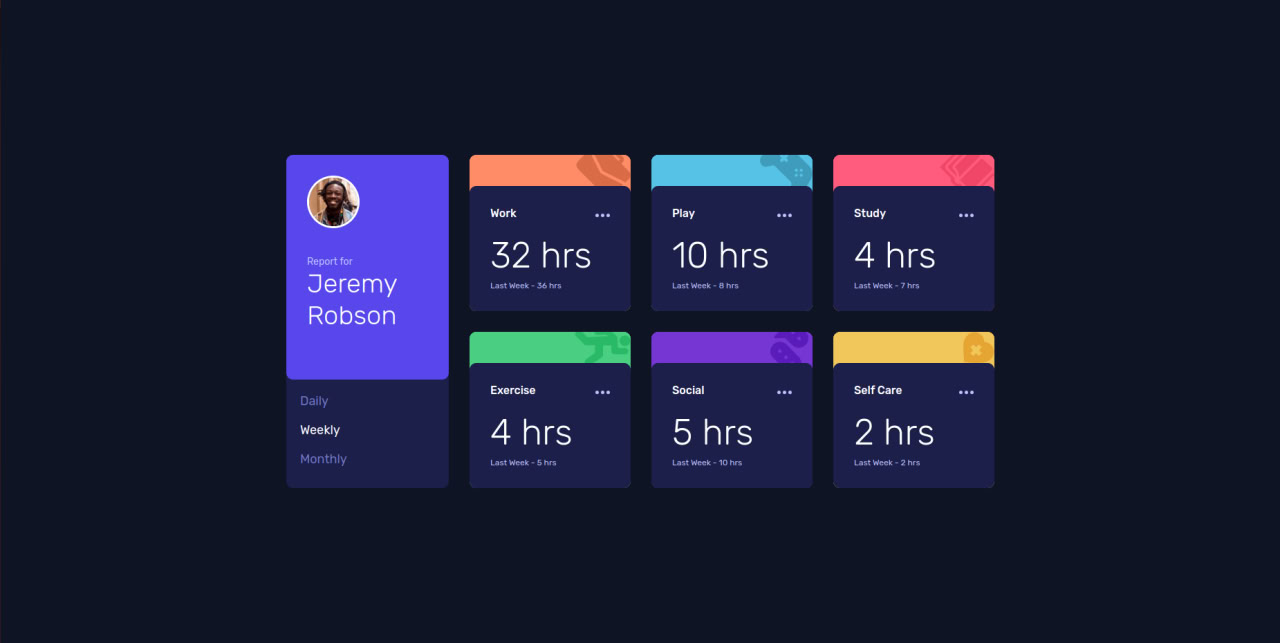 Report for
Jeremy
Robson
Daily
Weekly
Monthly
Work
32 hrs
Last Week - 36 hrs
Play
10 hrs
Last Week - 8 hrs
Study
4 hrs
Last Week - 7 hrs
Exercise
4 hrs
Last Week - 5 hrs
Social
5 hrs
Last Week - 10 hrs
Self Care
2 hrs
Last Week - 2 hrs